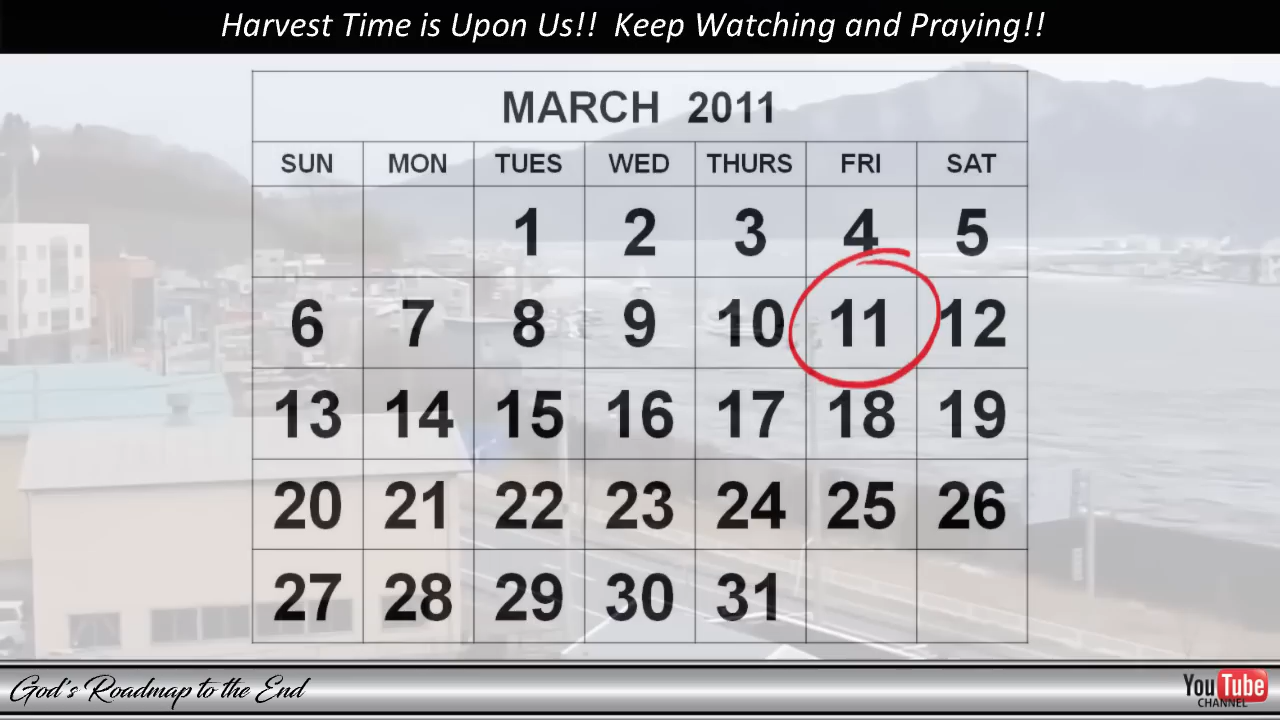 Harvest Time is Upon Us!! Keep Watching and Praying!!
MARCH 2011
SUN MON TUES WED THURS FRI SAT
1 2 3 4 5
6 7 8 9 10 11 12
13 14 15 16 17 18 19
20 21 22 23 24 25 26
27 28 29 30 31
God's Roadmap to the End
YouTube
CHANNEL